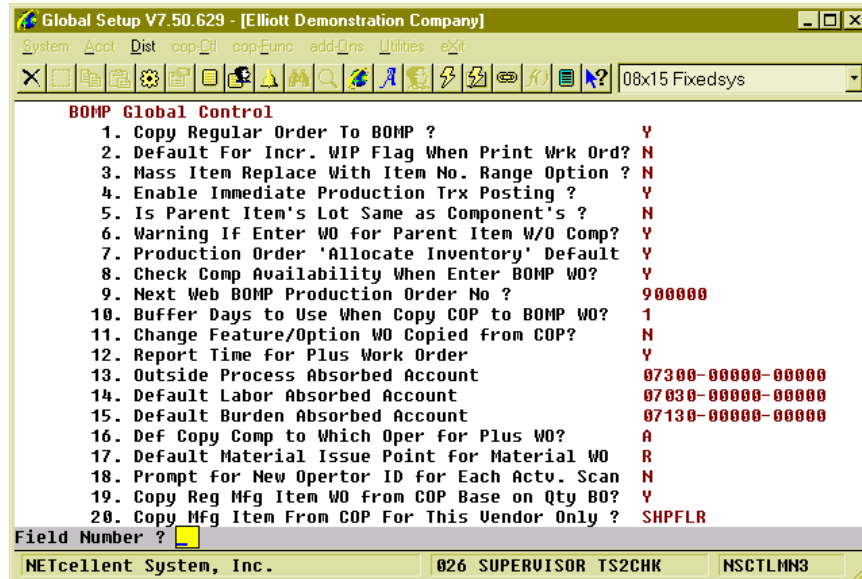 Global Setup V7.50.629 - [Elliott Demonstration Company]
System Acct Dist cop-Ctl cop-Func add-Ons Utilities eXit
08x15 Fixedsys
BOMP Global Control
1. Copy Regular Order To BOMP ? Y
2. Default For Incr. WIP Flag When Print Wrk Ord? N
3. Mass Item Replace With Item No. Range Option ? N
4. Enable Immediate Production Trx Posting ? Y
5. Is Parent Item's Lot Same as Component's ? N
6. Warning If Enter WO for Parent Item W/O Comp? Y
7. Production Order 'Allocate Inventory' Default Y
8. Check Comp Availability When Enter BOMP WO? Y
9. Next Web BOMP Production Order No ? 900000
10. Buffer Days to Use When Copy COP to BOMP WO? 1
11. Change Feature/Option WO Copied from COP? N
12. Report Time for Plus Work Order Y
13. Outside Process Absorbed Account 07300-00000-00000
14. Default Labor Absorbed Account 07030-00000-00000
15. Default Burden Absorbed Account 07130-00000-00000
16. Def Copy Comp to Which Oper for Plus WO? A
17. Default Material Issue Point for Material WO R
18. Prompt for New Opertor ID for Each Actv. Scan N
19. Copy Reg Mfg Item WO from COP Base on Qty BO? Y
20. Copy Mfg Item From COP For This Vendor Only ? SHPFLR
Field Number ?
NETcellent System, Inc. 026 SUPERVISOR TS2CHK NSCTLMN3